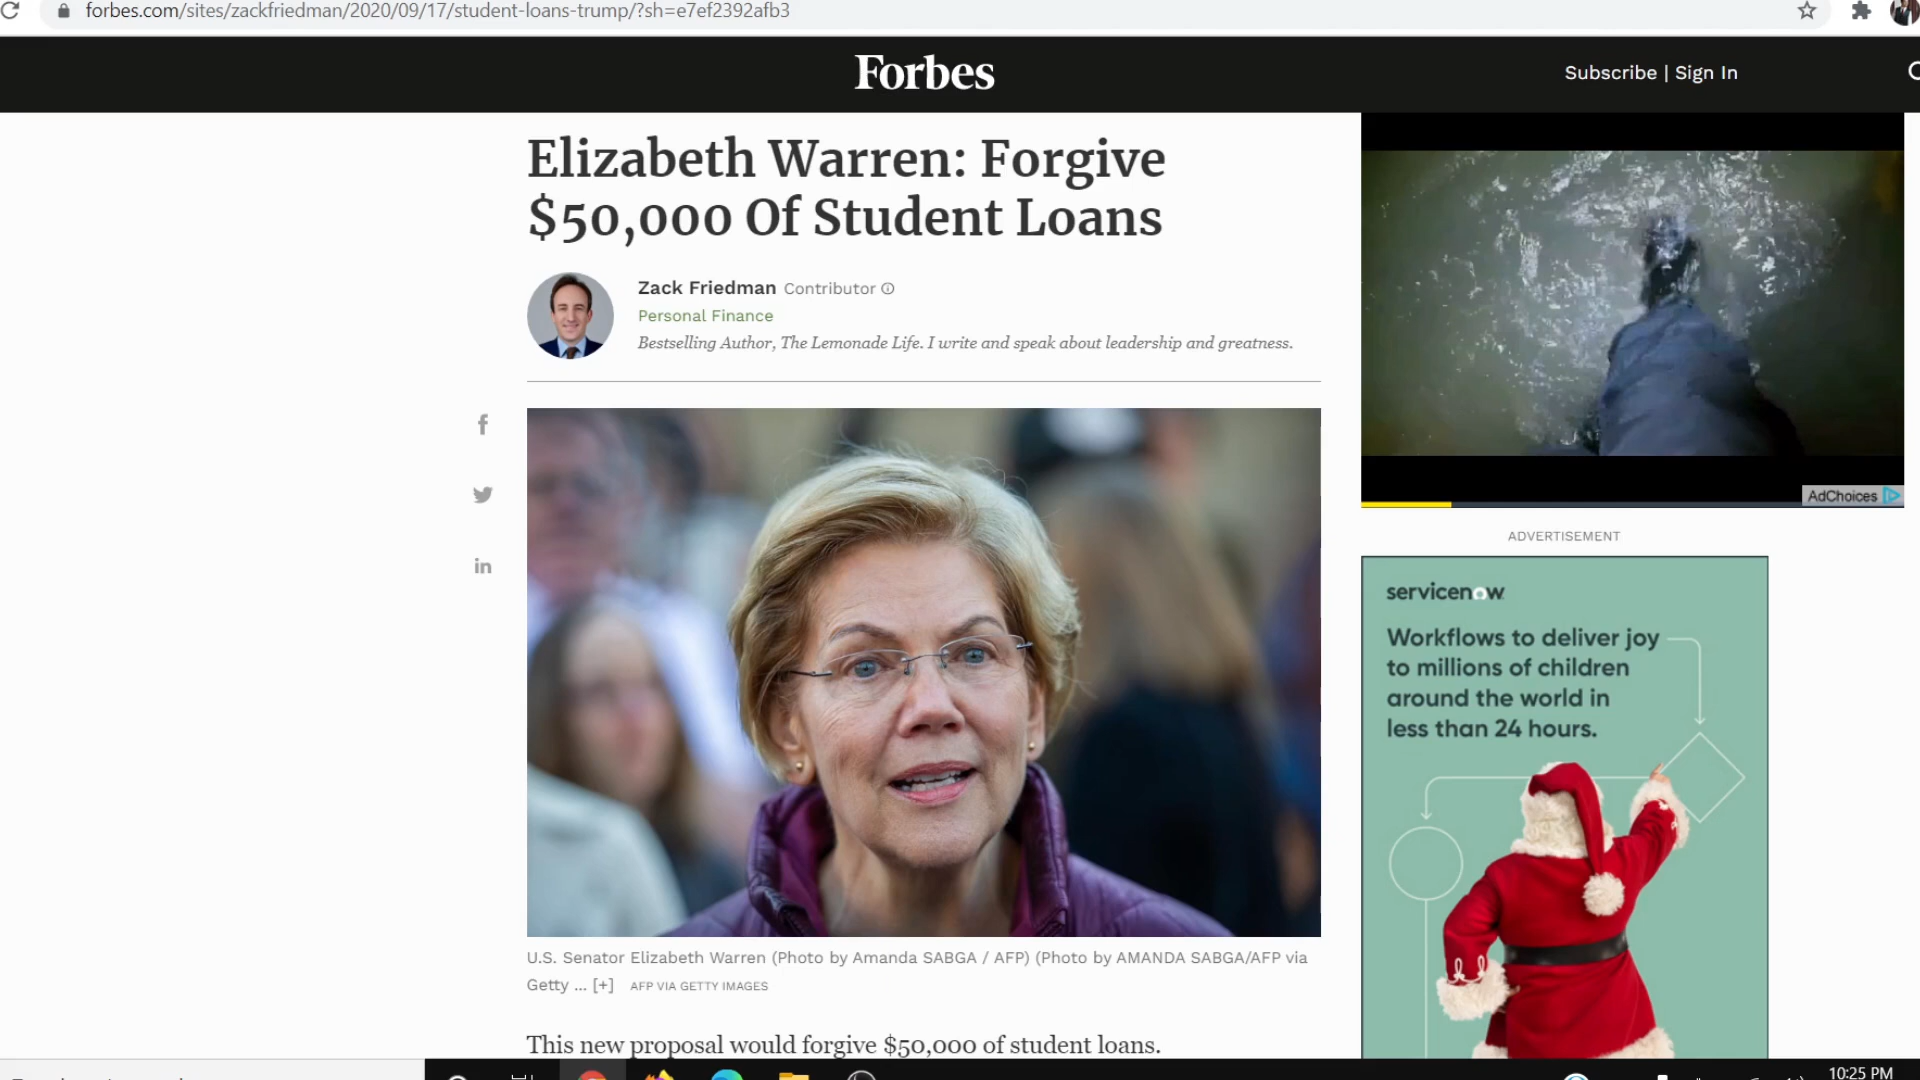 forbes.com/sites/zackfriedman/2020/09/17/student-loans-trump/?sh=e7ef2392afb3
Forbes
Subscribe | Sign In
Elizabeth Warren: Forgive
$50,000 Of Student Loans
Zack Friedman Contributor
Personal Finance
Bestselling Author, The Lemonade Life. I write and speak about leadership and greatness.
f
in
U.S. Senator Elizabeth Warren (Photo by Amanda SABGA / AFP) (Photo by AMANDA SABGA/AFP via
Getty ... [+] AFP VIA GETTY IMAGES
This new proposal would forgive $50,000 of student loans.
AdChoices
ADVERTISEMENT
servicenow
Workflows to deliver joy
to millions of children
around the world in
less than 24 hours.
10:25 PM